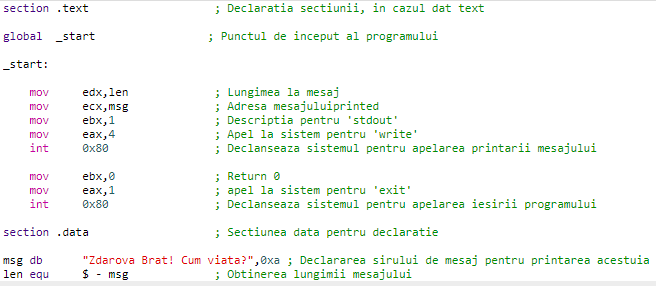 section .text ; Declaratia sectiunii, in cazul dat text
global _start ; Punctul de inceput al programului
_start:
mov edx,len ; Lungimea la mesaj
mov ecx,msg ; Adresa mesajuluiprinted
mov ebx,1 ; Descriptia pentru 'stdout'
mov eax,4 ; Apel la sistem pentru 'write'
int 0x80 ; Declanseaza sistemul pentru apelarea printarii mesajului
mov ebx,0 ; Return 0
mov eax,1 ; apel la sistem pentru 'exit'
int 0x80 ; Declanseaza sistemul pentru apelarea iesirii programului
section .data ; Sectiunea data pentru declaratie
msg db "Zdarova Brat! Cum viata?",0xa ; Declararea sirului de mesaj pentru printarea acestuia
len equ $ - msg ; Obtinerea lungimii mesajului